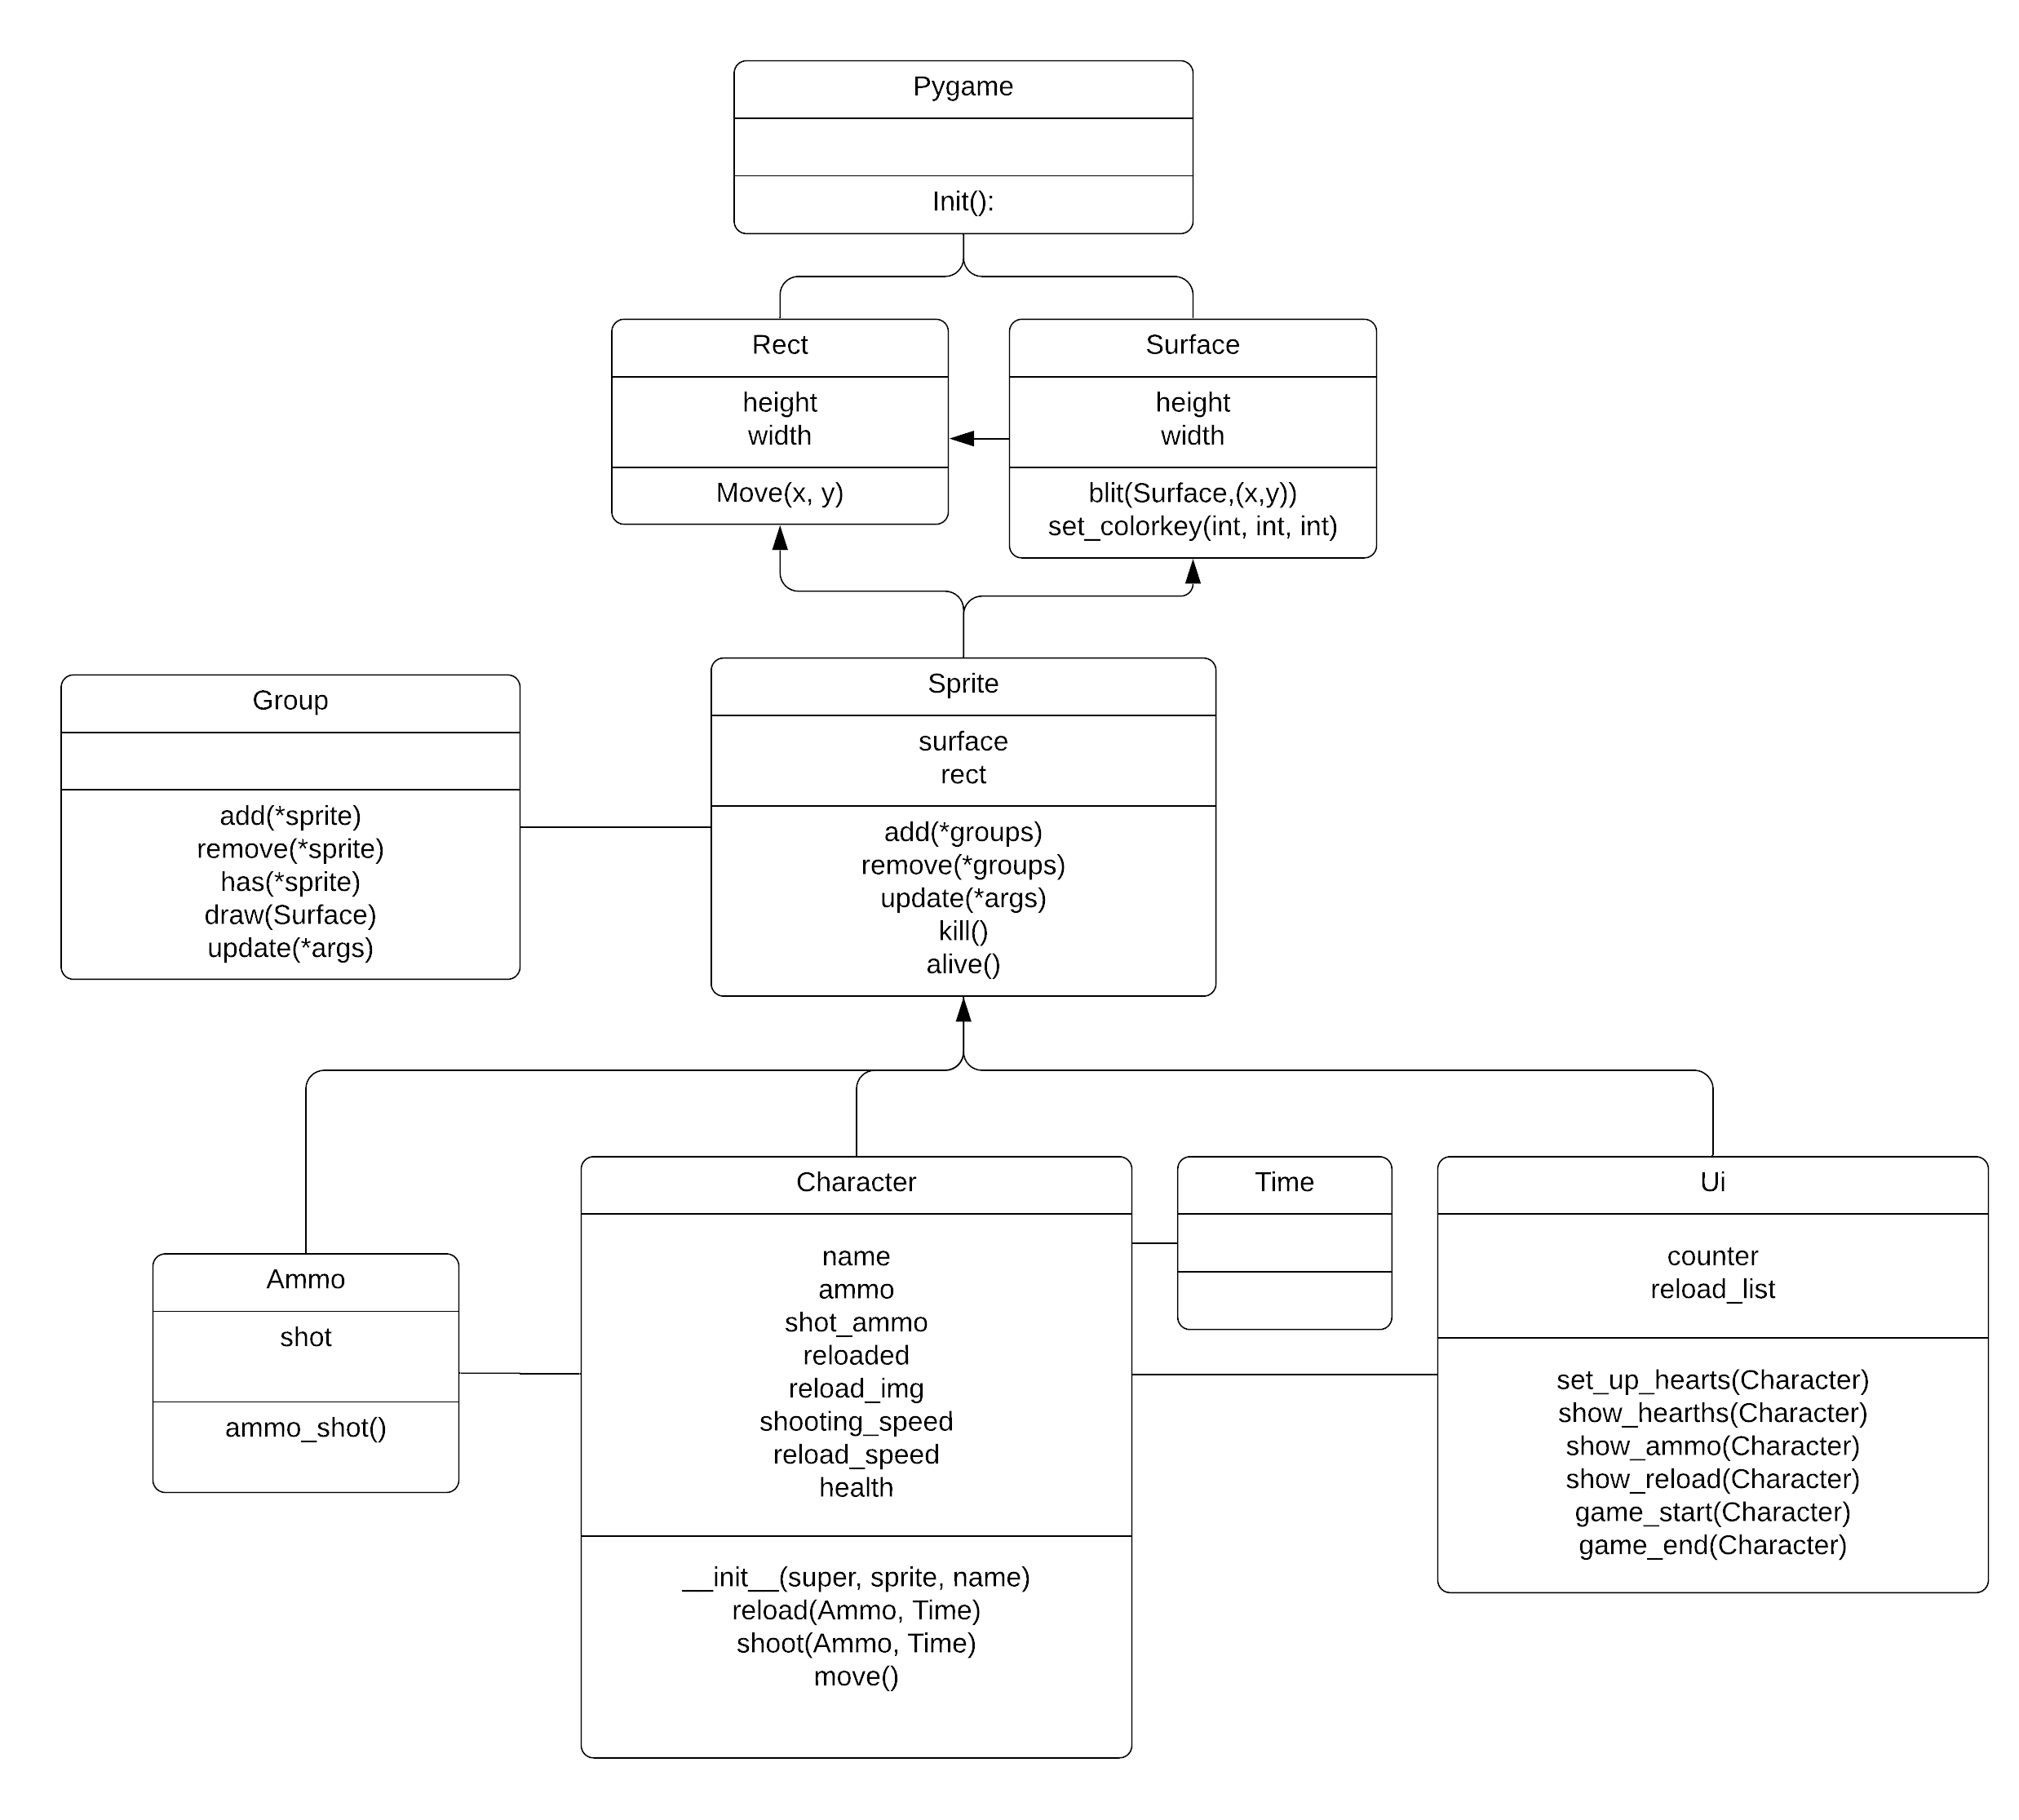 Pygame
Init():
Rect
height
width
Move(x, y)
Surface
height
width
blit(Surface,(x,y))
set_colorkey(int, int, int)
Group
add(*sprite)
remove(*sprite)
has(*sprite)
draw(Surface)
update(*args)
Sprite
surface
rect
add(*groups)
remove(*groups)
update(*args)
kill()
alive()
Ammo
shot
ammo_shot()
Character
name
ammo
shot_ammo
reloaded
reload_img
shooting_speed
reload_speed
health
__init__(super, sprite, name)
reload(Ammo, Time)
shoot(Ammo, Time)
move()
Time
Ui
counter
reload_list
set_up_hearts(Character)
show_hearths(Character)
show_ammo(Character)
show_reload(Character)
game_start(Character)
game_end(Character)